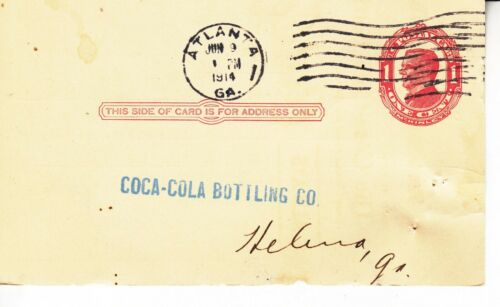 ATLANTA
JUN 9
1 PM
1914
GA.
THIS SIDE OF CARD IS FOR ADDRESS ONLY
COCA-COLA BOTTLING CO.
Helena,
Ga.